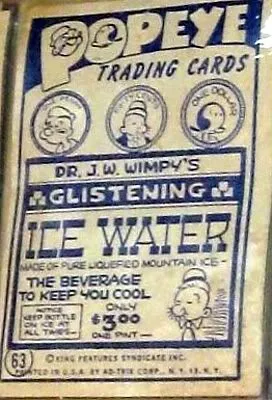 POPEYE
TRADING CARDS
ONE DOLLAR
DR. J. W. WIMPY'S
GLISTENING
ICE WATER
MADE OF PURE LIQUEFIED MOUNTAIN ICE -
THE BEVERAGE
TO KEEP YOU COOL
NOTICE
KEEP BOTTLE
ON ICE AT
ALL TIMES-
ONLY
$3.00
ONE PINT -
63
© KING FEATURES SYNDICATE INC.
PRINTED IN U.S.A. BY AD-TRIX CORP., N.Y. 13, N.Y.